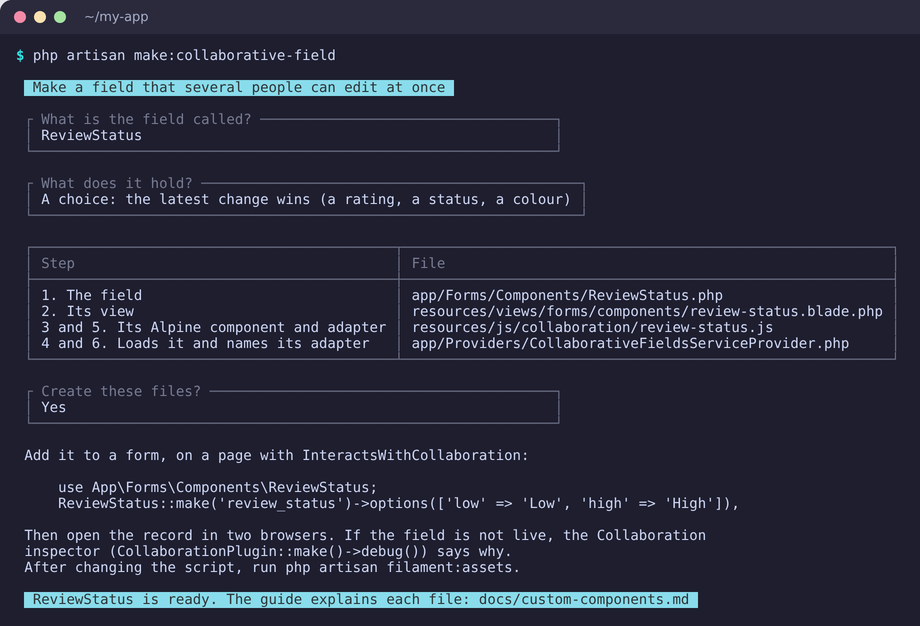 ~/my-app
$ php artisan make:collaborative-field
Make a field that several people can edit at once
What is the field called?
ReviewStatus
What does it hold?
A choice: the latest change wins (a rating, a status, a colour)
Step File
1. The field app/Forms/Components/ReviewStatus.php
2. Its view resources/views/forms/components/review-status.blade.php
3 and 5. Its Alpine component and adapter resources/js/collaboration/review-status.js
4 and 6. Loads it and names its adapter app/Providers/CollaborativeFieldsServiceProvider.php
Create these files?
Yes
Add it to a form, on a page with InteractsWithCollaboration:
use App\Forms\Components\ReviewStatus;
ReviewStatus::make('review_status')->options(['low' => 'Low', 'high' => 'High']),
Then open the record in two browsers. If the field is not live, the Collaboration
inspector (CollaborationPlugin::make()->debug()) says why.
After changing the script, run php artisan filament:assets.
ReviewStatus is ready. The guide explains each file: docs/custom-components.md